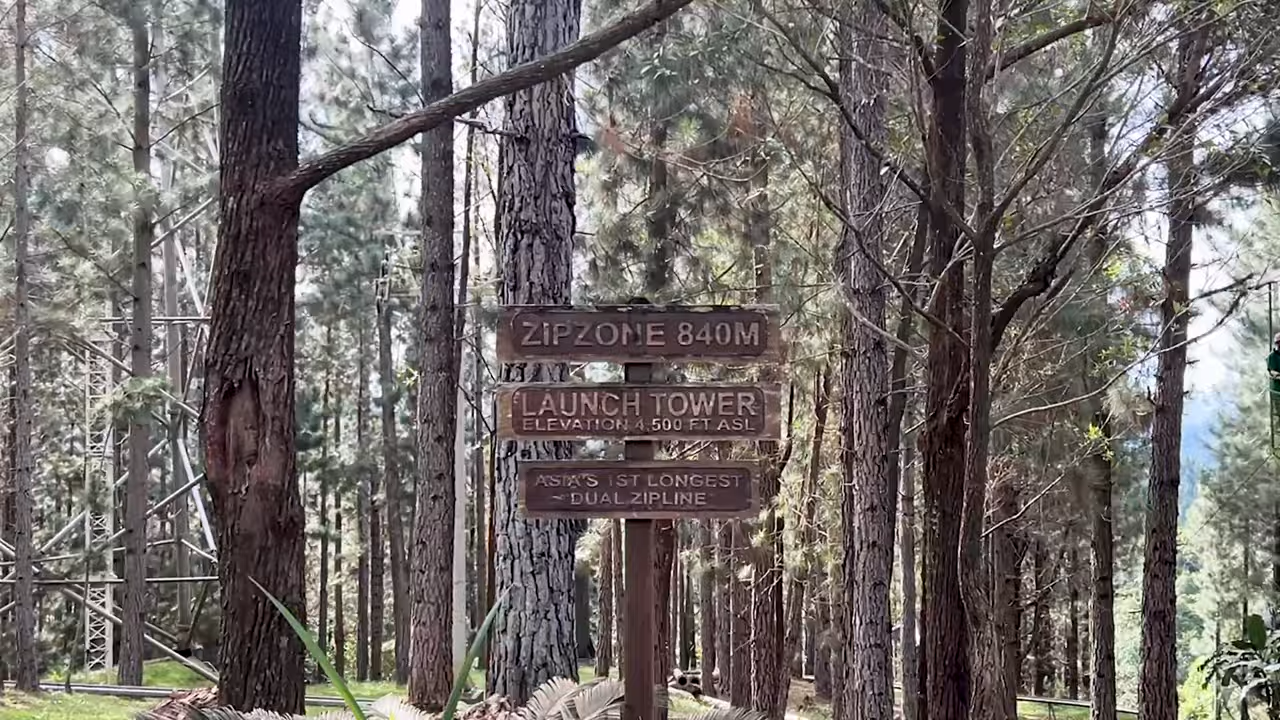 ZIPZONE 840M
LAUNCH TOWER
ELEVATION 4,500 FT ASL
ASIA'S 1ST LONGEST
DUAL ZIPLINE